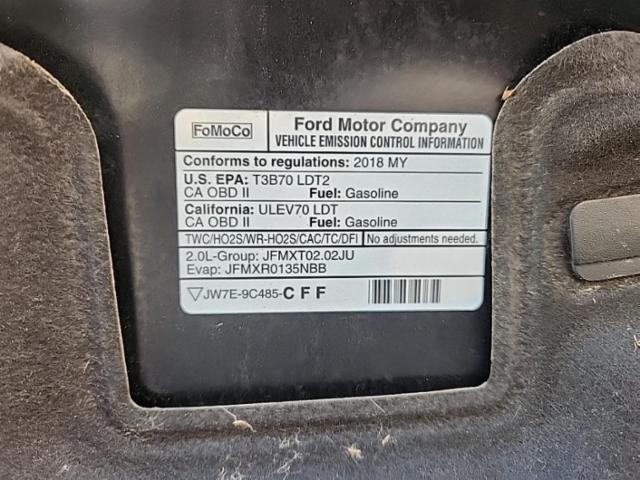 FoMoCo
Ford Motor Company
VEHICLE EMISSION CONTROL INFORMATION
Conforms to regulations: 2018 MY
U.S. EPA: T3B70 LDT2
CA OBD II Fuel: Gasoline
California: ULEV70 LDT
CA OBD II Fuel: Gasoline
TWC/HO2S/WR-HO2S/CAC/TC/DFI No adjustments needed.
2.0L-Group: JFMXT02.02JU
Evap: JFMXR0135NBB
JW7E-9C485-CFF